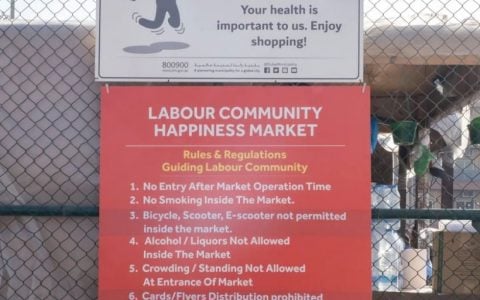 Your health is
important to us. Enjoy
shopping!
800900
LABOUR COMMUNITY
HAPPINESS MARKET
Rules & Regulations
Guiding Labour Community
1. No Entry After Market Operation Time
2. No Smoking Inside The Market.
3. Bicycle, Scooter, E-scooter not permitted
inside the market.
4. Alcohol / Liquors Not Allowed
Inside The Market
5. Crowding / Standing Not Allowed
At Entrance Of Market
6. Cards/Flyers Distribution prohibited